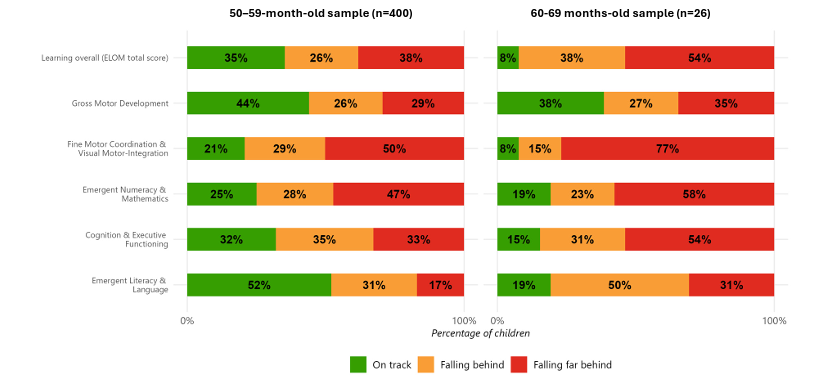 50–59-month-old sample (n=400)
60-69 months-old sample (n=26)
Learning overall (ELOM total score)
35% 26% 38%
8% 38% 54%
Gross Motor Development
44% 26% 29%
38% 27% 35%
Fine Motor Coordination &
Visual Motor-Integration
21% 29% 50%
8% 15% 77%
Emergent Numeracy &
Mathematics
25% 28% 47%
19% 23% 58%
Cognition & Executive
Functioning
32% 35% 33%
15% 31% 54%
Emergent Literacy &
Language
52% 31% 17%
19% 50% 31%
0% 100% 0% 100%
Percentage of children
On track Falling behind Falling far behind